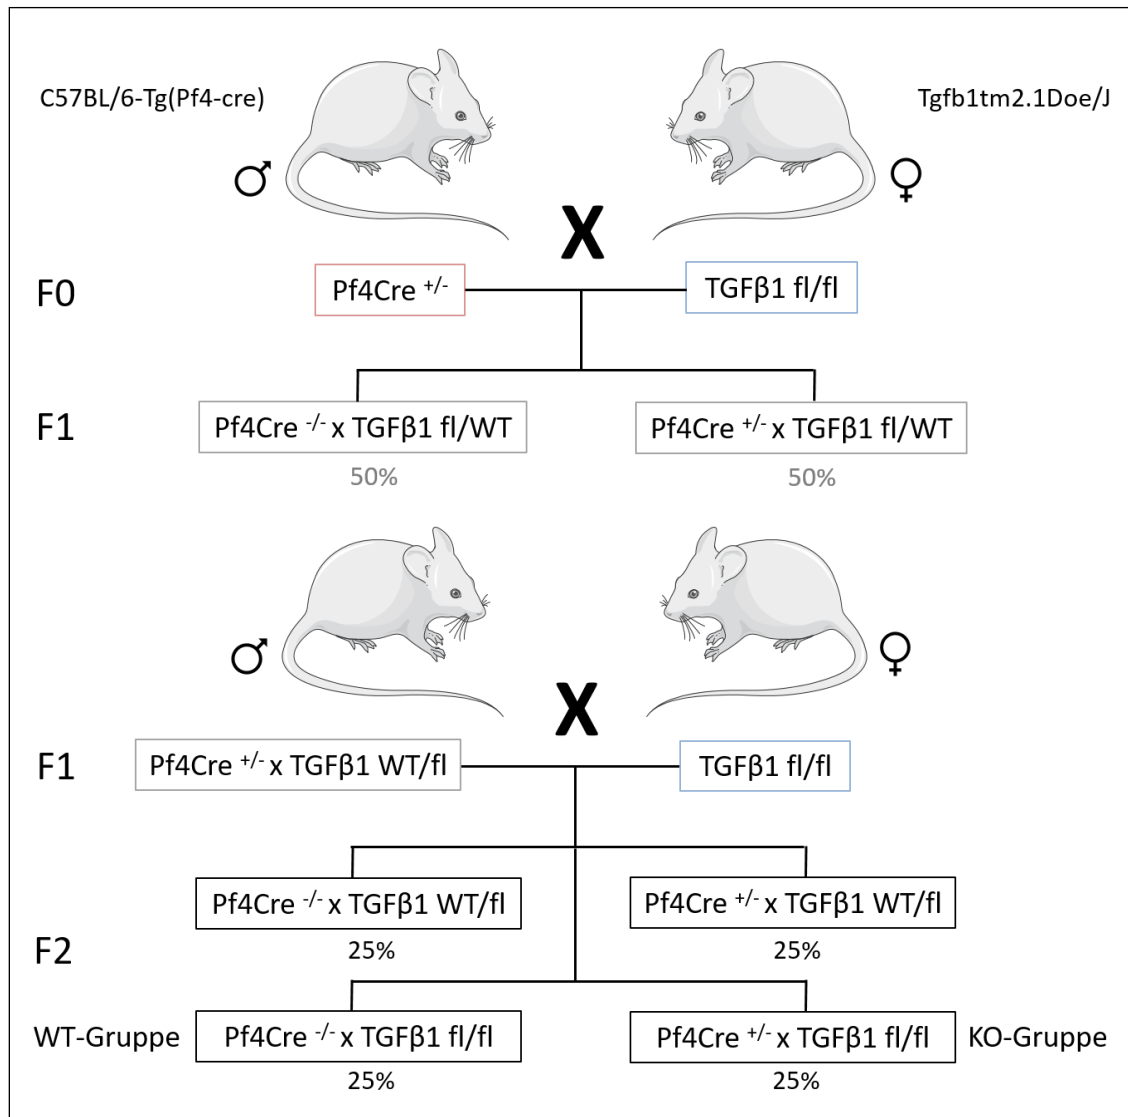 C57BL/6-Tg(Pf4-cre)
Tgfb1tm2.1Doe/J
♂
♀
X
F0
Pf4Cre +/-
TGFβ1 fl/fl
F1
Pf4Cre -/- x TGFβ1 fl/WT
Pf4Cre +/- x TGFβ1 fl/WT
50%
50%
♂
♀
X
F1
Pf4Cre +/- x TGFβ1 WT/fl
TGFβ1 fl/fl
Pf4Cre -/- x TGFβ1 WT/fl
Pf4Cre +/- x TGFβ1 WT/fl
25%
25%
F2
WT-Gruppe
Pf4Cre -/- x TGFβ1 fl/fl
Pf4Cre +/- x TGFβ1 fl/fl
KO-Gruppe
25%
25%